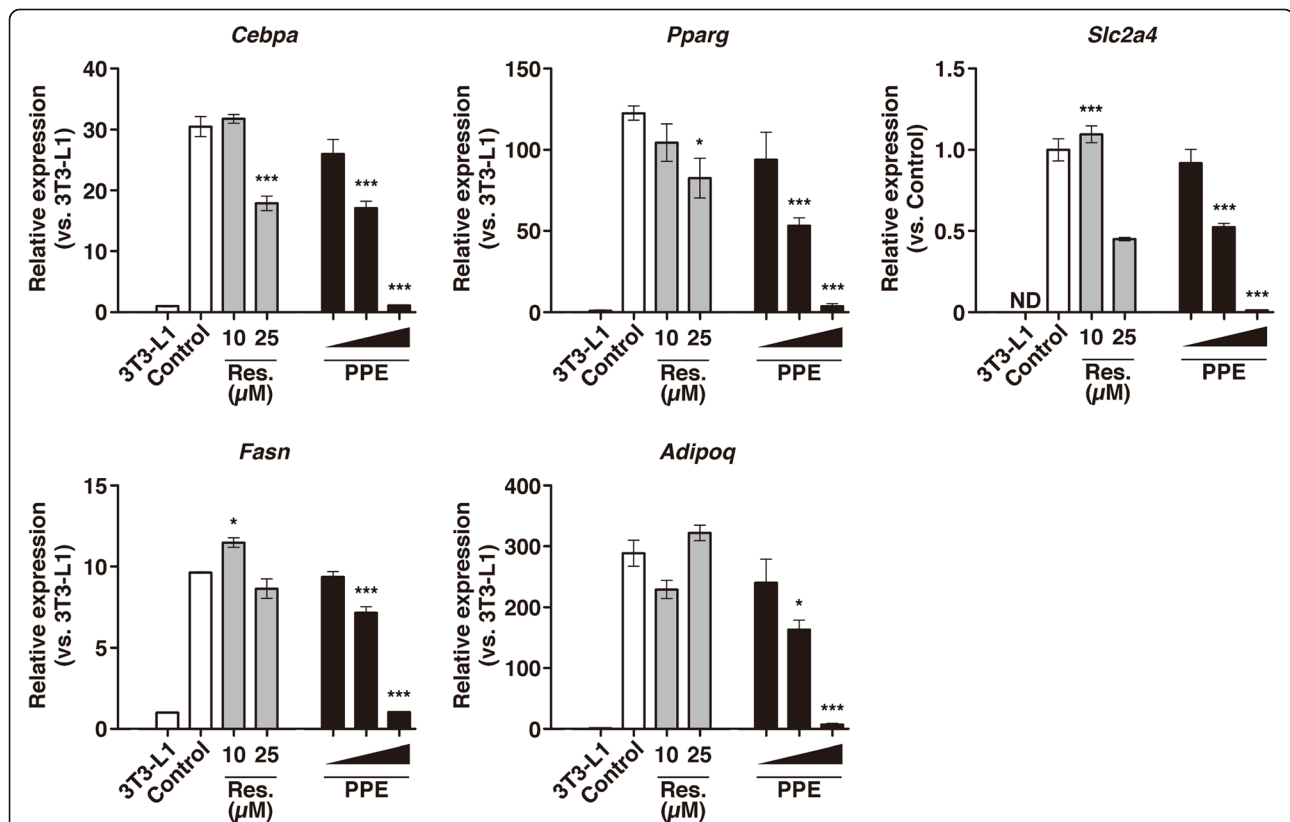 Cebpa
Relative expression
(vs. 3T3-L1)
40
30
20
10
0
***
***
***
3T3-L1
Control
10 25
Res.
(µM)
PPE
Pparg
Relative expression
(vs. 3T3-L1)
150
100
50
0
*
***
***
3T3-L1
Control
10 25
Res.
(µM)
PPE
Slc2a4
Relative expression
(vs. Control)
1.5
1.0
0.5
0
ND
***
***
***
3T3-L1
Control
10 25
Res.
(µM)
PPE
Fasn
Relative expression
(vs. 3T3-L1)
15
10
5
0
*
***
***
3T3-L1
Control
10 25
Res.
(µM)
PPE
Adipoq
Relative expression
(vs. 3T3-L1)
400
300
200
100
0
*
***
3T3-L1
Control
10 25
Res.
(µM)
PPE